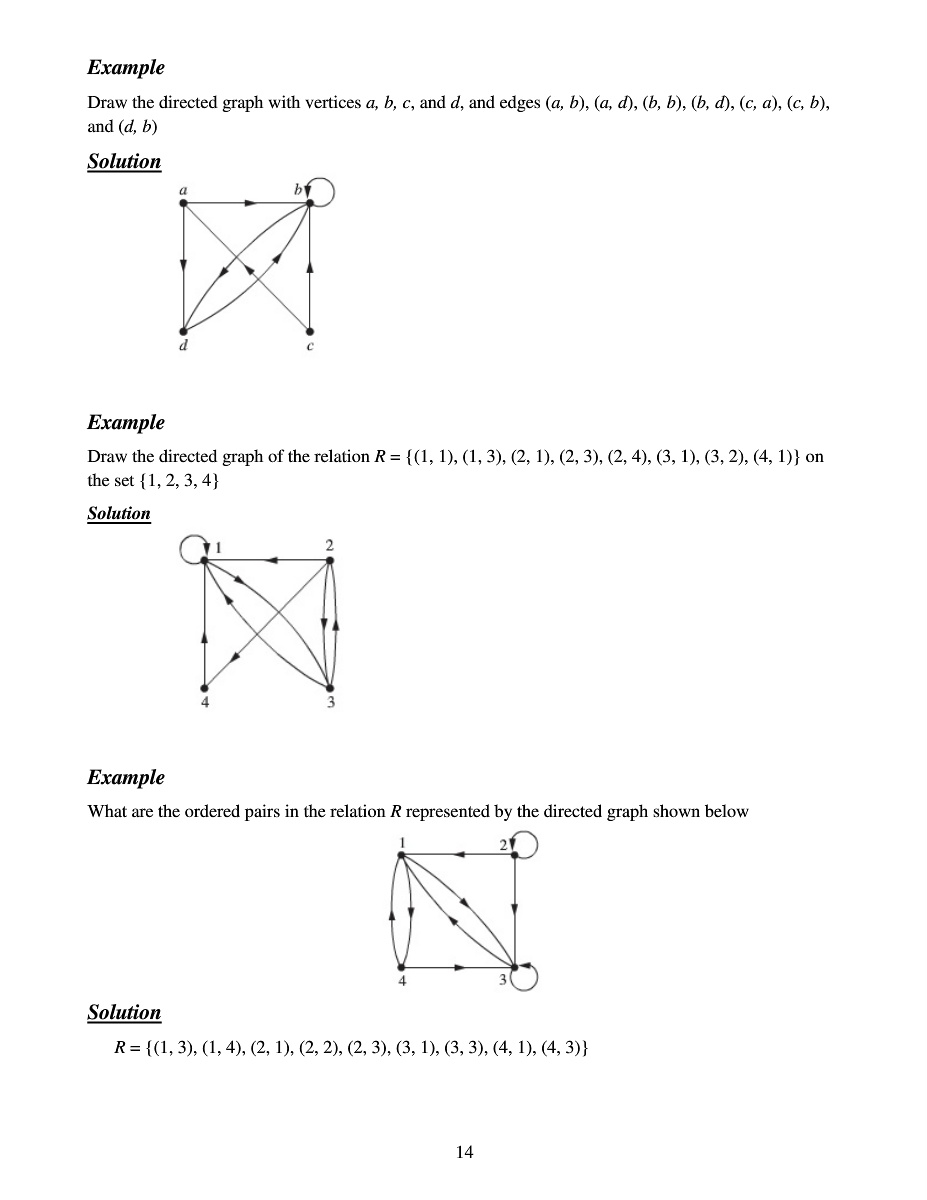 Example
Draw the directed graph with vertices a, b, c, and d, and edges (a, b), (a, d), (b, b), (b, d), (c, a), (c, b),
and (d, b)
Solution
a b
d c
Example
Draw the directed graph of the relation R = {(1, 1), (1, 3), (2, 1), (2, 3), (2, 4), (3, 1), (3, 2), (4, 1)} on
the set {1, 2, 3, 4}
Solution
1 2
4 3
Example
What are the ordered pairs in the relation R represented by the directed graph shown below
1 2
4 3
Solution
R = {(1, 3), (1, 4), (2, 1), (2, 2), (2, 3), (3, 1), (3, 3), (4, 1), (4, 3)}
14